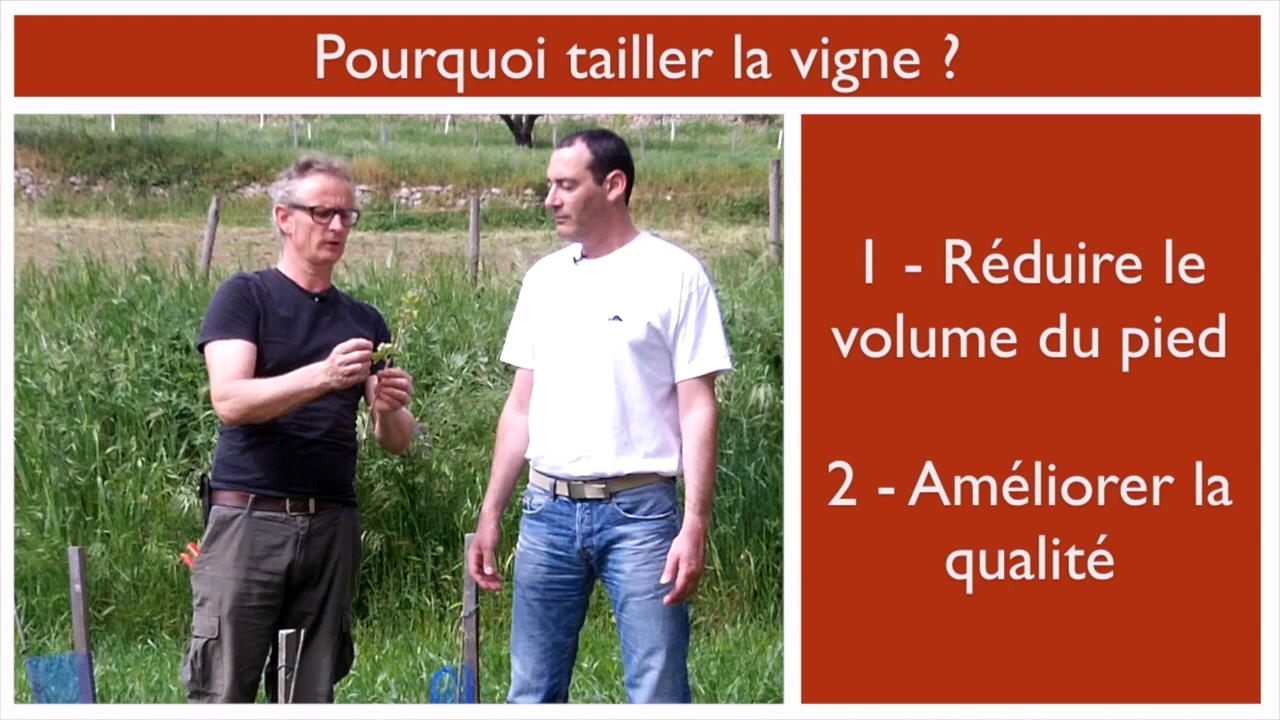 Pourquoi tailler la vigne ?
1 - Réduire le
volume du pied
2 - Améliorer la
qualité